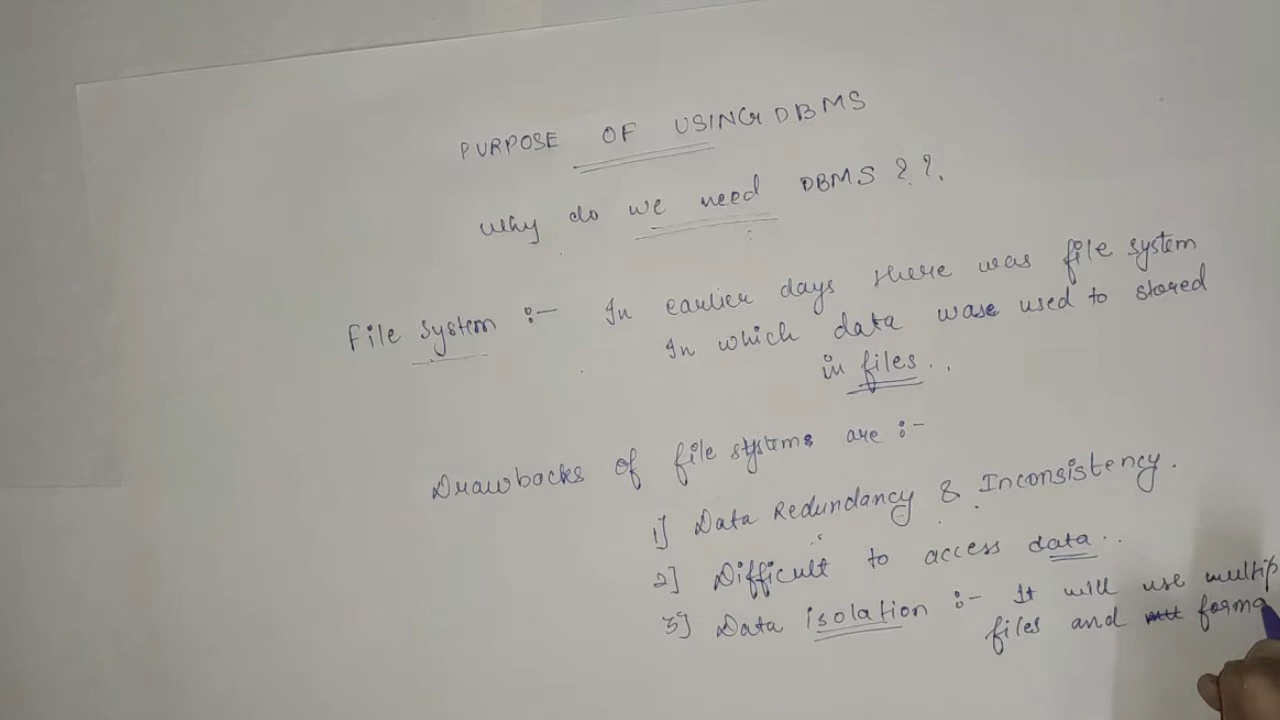 PURPOSE OF USING DBMS
Why do we need DBMS ??.
File System :- In earlier days there was file system
In which data wase used to stored
in files..
Drawbacks of file systems are :-
1] Data Redundancy & Inconsistency.
2] Difficult to access data..
3] Data isolation :- It will use multip
files and forma